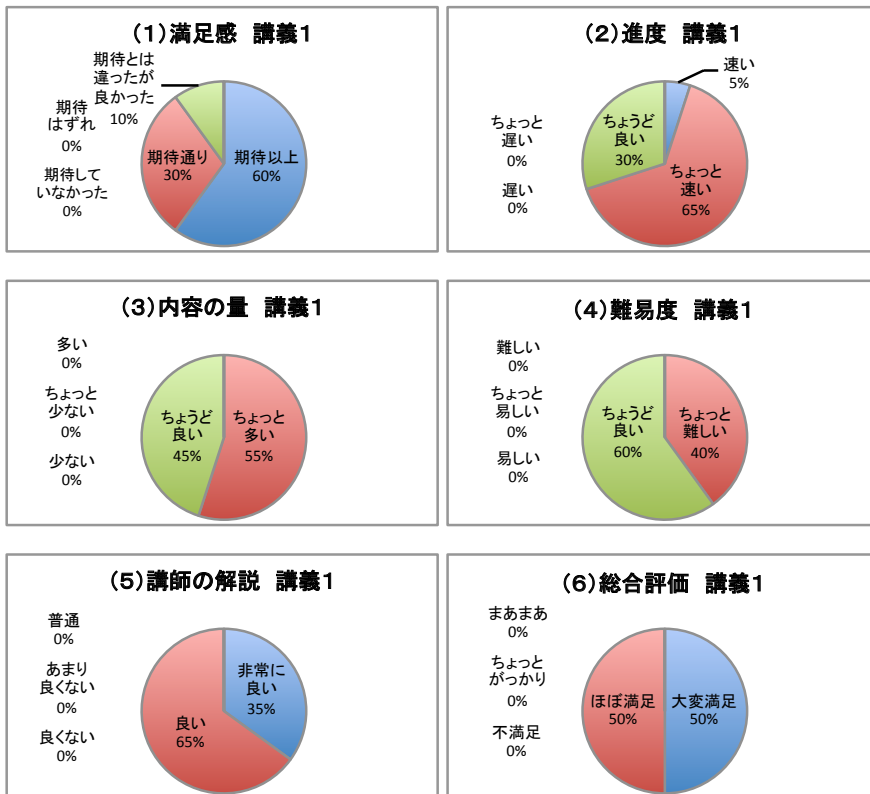 (1)満足感 講義1
期待とは
違ったが
良かった
10%
期待
はずれ
0%
期待して
いなかった
0%
期待通り
30%
期待以上
60%
(2)進度 講義1
速い
5%
ちょっと
遅い
0%
遅い
0%
ちょうど
良い
30%
ちょっと
速い
65%
(3)内容の量 講義1
多い
0%
ちょっと
少ない
0%
少ない
0%
ちょうど
良い
45%
ちょっと
多い
55%
(4)難易度 講義1
難しい
0%
ちょっと
易しい
0%
易しい
0%
ちょうど
良い
60%
ちょっと
難しい
40%
(5)講師の解説 講義1
普通
0%
あまり
良くない
0%
良くない
0%
良い
65%
非常に
良い
35%
(6)総合評価 講義1
まあまあ
0%
ちょっと
がっかり
0%
不満足
0%
ほぼ満足
50%
大変満足
50%